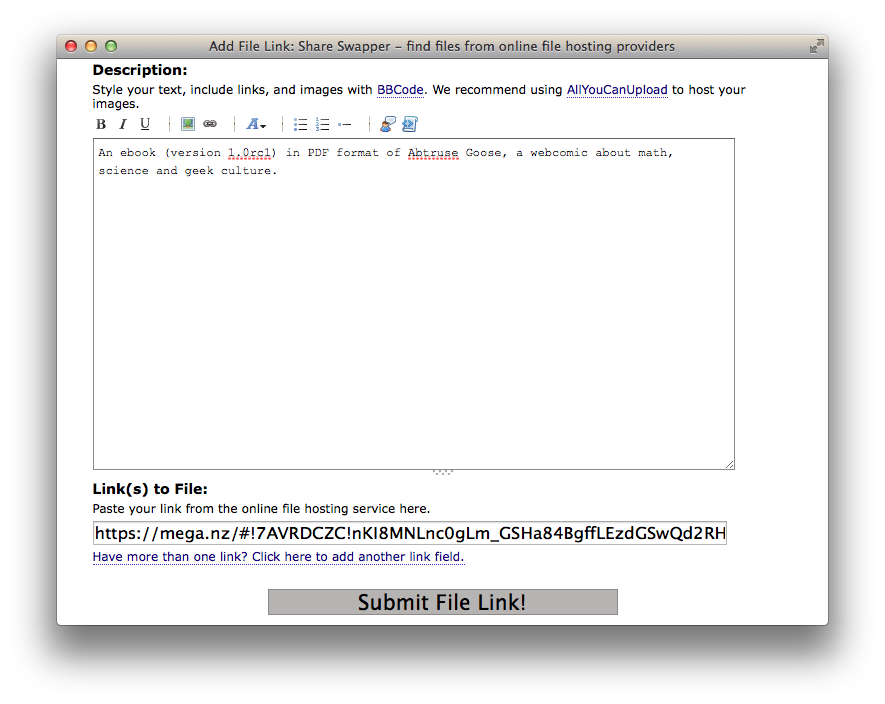 Add File Link: Share Swapper – find files from online file hosting providers
Description:
Style your text, include links, and images with BBCode. We recommend using AllYouCanUpload to host your
images.
B I U A
An ebook (version 1.0rc1) in PDF format of Abtruse Goose, a webcomic about math,
science and geek culture.
Link(s) to File:
Paste your link from the online file hosting service here.
https://mega.nz/#!7AVRDCZC!nKI8MNLnc0gLm_GSHa84BgffLEzdGSwQd2RH
Have more than one link? Click here to add another link field.
Submit File Link!